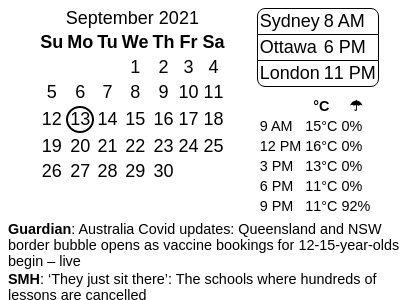 September 2021
Su Mo Tu We Th Fr Sa
1 2 3 4
5 6 7 8 9 10 11
12 13 14 15 16 17 18
19 20 21 22 23 24 25
26 27 28 29 30
Sydney 8 AM
Ottawa 6 PM
London 11 PM
°C ☂
9 AM 15°C 0%
12 PM 16°C 0%
3 PM 13°C 0%
6 PM 11°C 0%
9 PM 11°C 92%
Guardian: Australia Covid updates: Queensland and NSW
border bubble opens as vaccine bookings for 12-15-year-olds
begin – live
SMH: ‘They just sit there’: The schools where hundreds of
lessons are cancelled